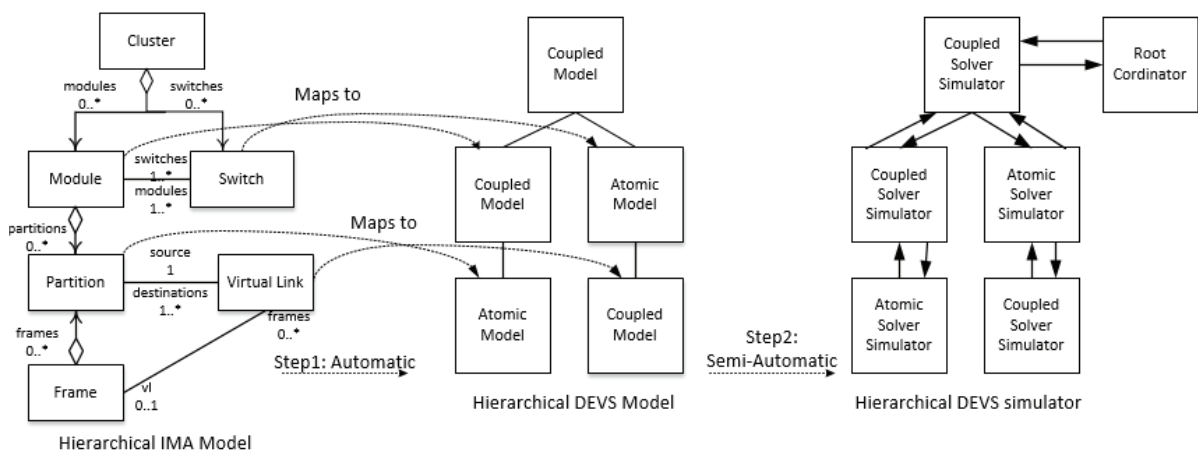 Cluster
modules
0..*
switches
0..*
Module
switches
1..*
modules
1..*
Switch
partitions
0..*
Partition
source
1
destinations
1..*
Virtual Link
frames
0..*
frames
0..*
Frame
vl
0..1
Hierarchical IMA Model
Maps to
Maps to
Step1: Automatic
Coupled
Model
Coupled
Model
Atomic
Model
Atomic
Model
Coupled
Model
Hierarchical DEVS Model
Step2:
Semi-Automatic
Coupled
Solver
Simulator
Root
Cordinator
Coupled
Solver
Simulator
Atomic
Solver
Simulator
Atomic
Solver
Simulator
Coupled
Solver
Simulator
Hierarchical DEVS simulator